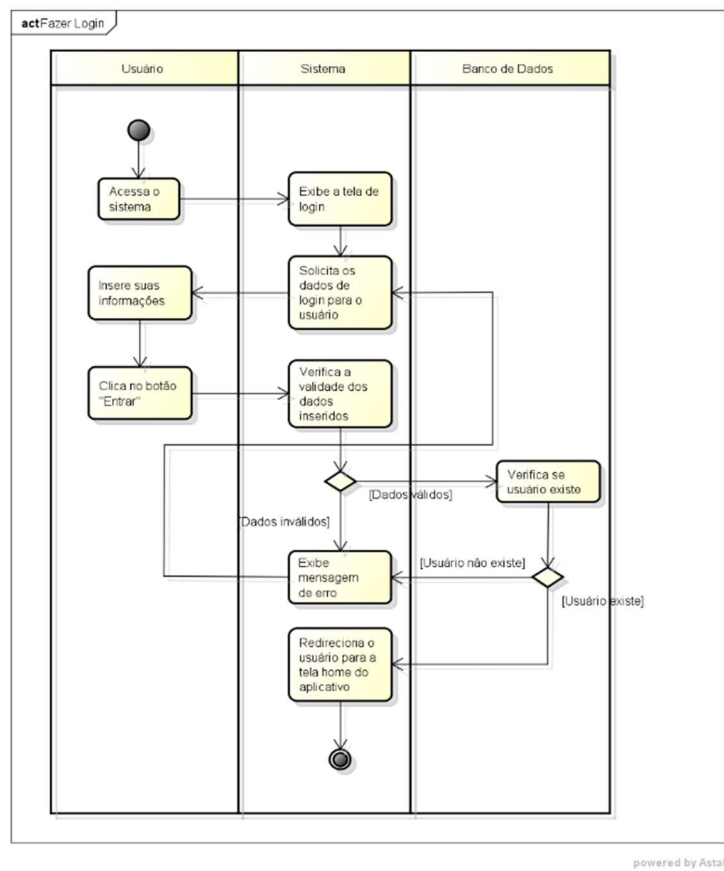 act Fazer Login
Usuário
Sistema
Banco de Dados
Acessa o
sistema
Exibe a tela de
login
Insere suas
informações
Solicita os
dados de
login para o
usuário
Clica no botão
"Entrar"
Verifica a
validade dos
dados
inseridos
Verifica se
usuário existe
[Dados válidos]
[Dados inválidos]
Exibe
mensagem
de erro
[Usuário não existe]
[Usuário existe]
Redireciona o
usuário para a
tela home do
aplicativo
powered by